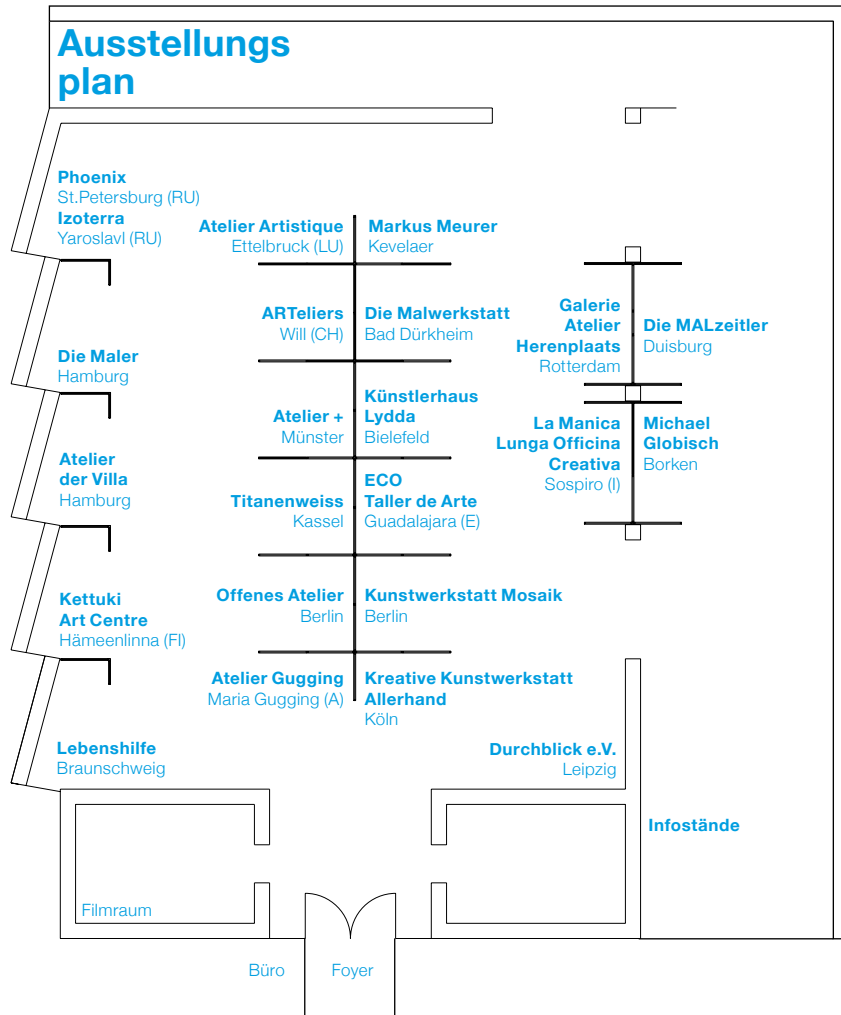 Ausstellungs
plan
Phoenix
St.Petersburg (RU)
Izoterra
Yaroslavl (RU)
Die Maler
Hamburg
Atelier
der Villa
Hamburg
Kettuki
Art Centre
Hämeenlinna (FI)
Lebenshilfe
Braunschweig
Atelier Artistique
Ettelbruck (LU)
Markus Meurer
Kevelaer
ARTeliers
Will (CH)
Die Malwerkstatt
Bad Dürkheim
Atelier +
Münster
Künstlerhaus
Lydda
Bielefeld
Titanenweiss
Kassel
ECO
Taller de Arte
Guadalajara (E)
Offenes Atelier
Berlin
Kunstwerkstatt Mosaik
Berlin
Atelier Gugging
Maria Gugging (A)
Kreative Kunstwerkstatt
Allerhand
Köln
Galerie
Atelier
Herenplaats
Rotterdam
Die MALzeitler
Duisburg
La Manica
Lunga Officina
Creativa
Sospiro (I)
Michael
Globisch
Borken
Durchblick e.V.
Leipzig
Infostände
Filmraum
Büro
Foyer